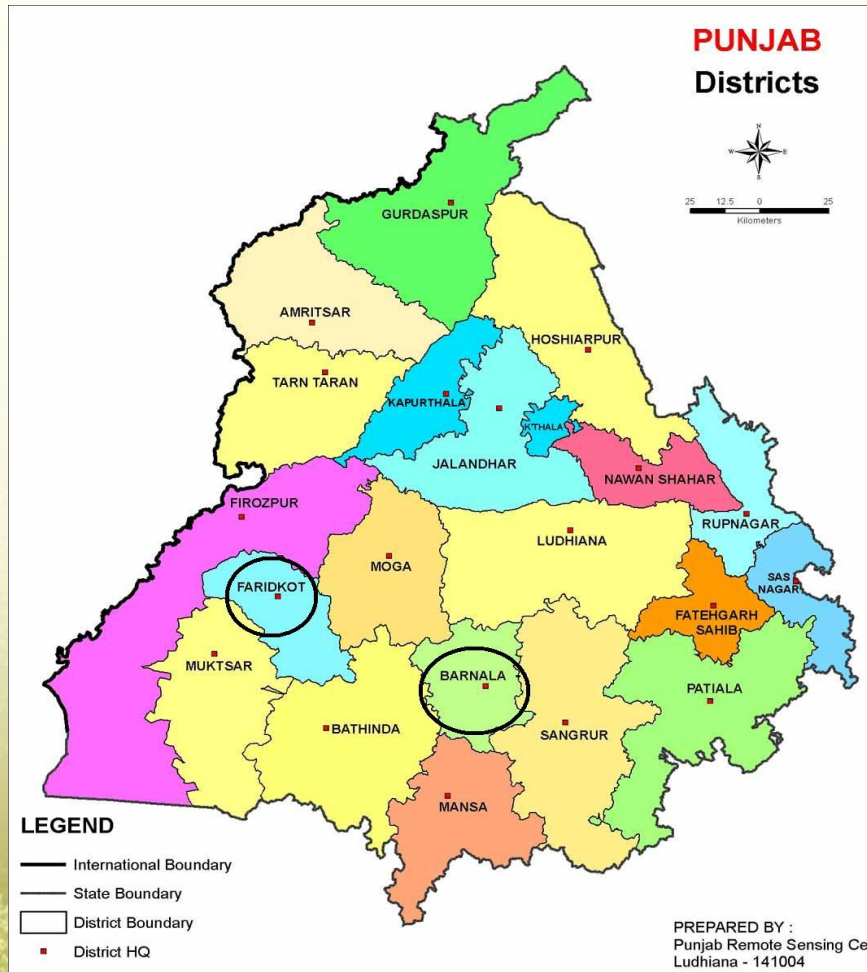 PUNJAB
Districts
N
W
E
S
25
12.5
0
25
Kilometers
GURDASPUR
AMRITSAR
HOSHIARPUR
TARN TARAN
KAPURTHALA
K'THALA
JALANDHAR
NAWAN SHAHAR
FIROZPUR
RUPNAGAR
LUDHIANA
MOGA
SAS
NAGAR
FARIDKOT
FATEHGARH
SAHIB
MUKTSAR
BARNALA
PATIALA
BATHINDA
SANGRUR
MANSA
LEGEND
International Boundary
State Boundary
District Boundary
District HQ
PREPARED BY :
Punjab Remote Sensing Ce
Ludhiana - 141004